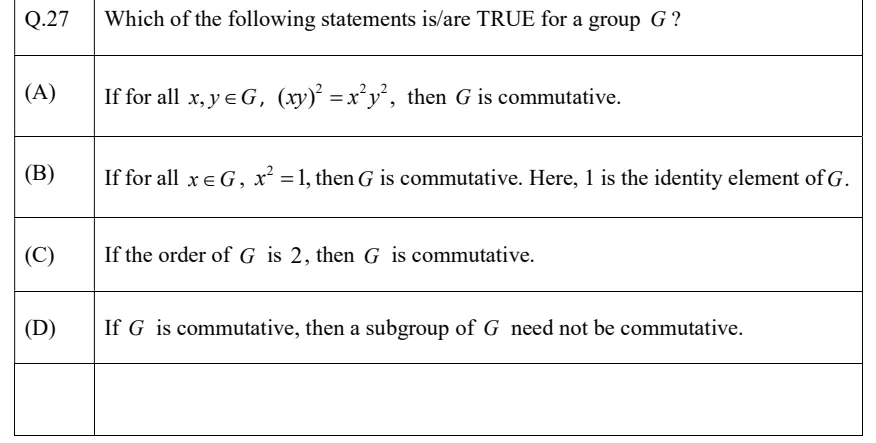 Q.27 Which of the following statements is/are TRUE for a group G ?
(A) If for all x, y ∈ G, (xy)² = x²y², then G is commutative.
(B) If for all x ∈ G, x² = 1, then G is commutative. Here, 1 is the identity element of G.
(C) If the order of G is 2, then G is commutative.
(D) If G is commutative, then a subgroup of G need not be commutative.